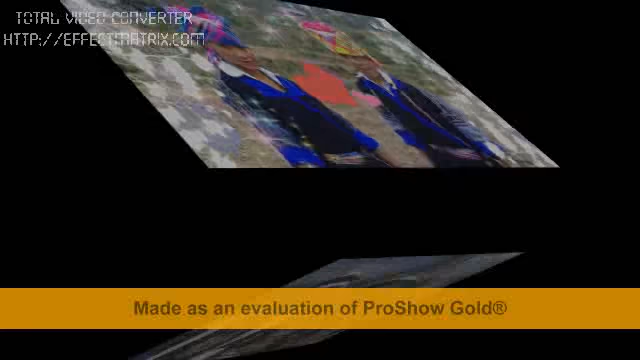 TOTAL VIDEO CONVERTER
HTTP://EFFECTMATRIX.COM
Made as an evaluation of ProShow Gold®